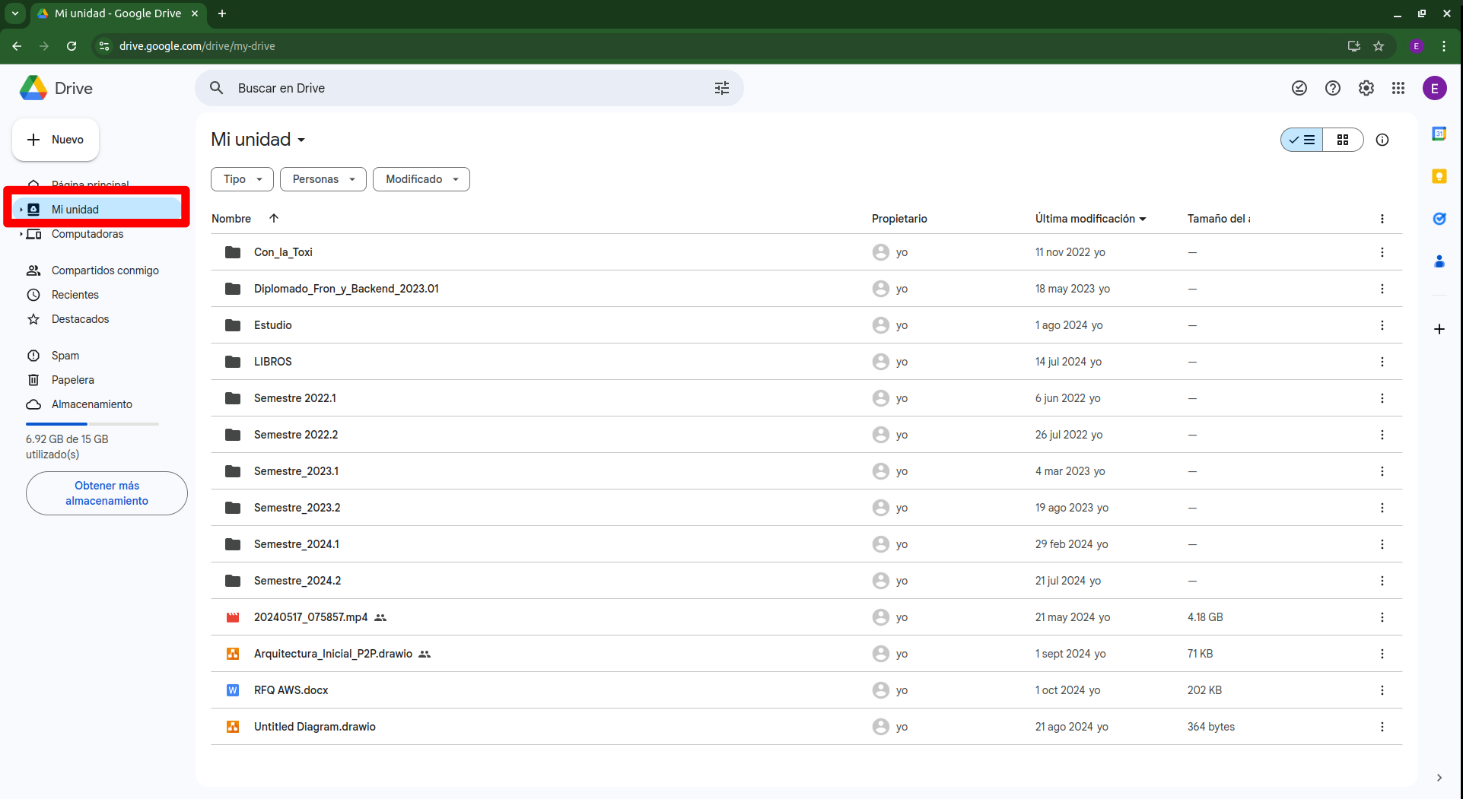 Mi unidad - Google Drive
drive.google.com/drive/my-drive
E
Drive
Buscar en Drive
E
Nuevo
Página principal
Mi unidad
Computadoras
Compartidos conmigo
Recientes
Destacados
Spam
Papelera
Almacenamiento
6.92 GB de 15 GB
utilizado(s)
Obtener más
almacenamiento
Mi unidad
Tipo Personas Modificado
Nombre Propietario Última modificación Tamaño del a
Con_la_Toxi yo 11 nov 2022 yo —
Diplomado_Fron_y_Backend_2023.01 yo 18 may 2023 yo —
Estudio yo 1 ago 2024 yo —
LIBROS yo 14 jul 2024 yo —
Semestre 2022.1 yo 6 jun 2022 yo —
Semestre 2022.2 yo 26 jul 2022 yo —
Semestre_2023.1 yo 4 mar 2023 yo —
Semestre_2023.2 yo 19 ago 2023 yo —
Semestre_2024.1 yo 29 feb 2024 yo —
Semestre_2024.2 yo 21 jul 2024 yo —
20240517_075857.mp4 yo 21 may 2024 yo 4.18 GB
Arquitectura_Inicial_P2P.drawio yo 1 sept 2024 yo 71 KB
W RFQ AWS.docx yo 1 oct 2024 yo 202 KB
Untitled Diagram.drawio yo 21 ago 2024 yo 364 bytes
31